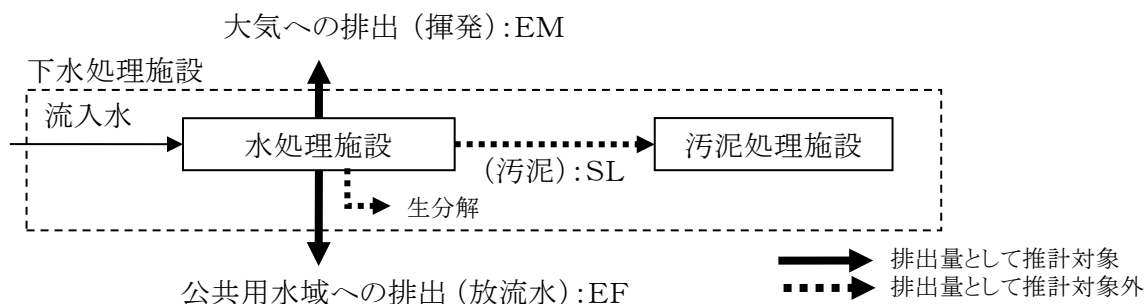 大気への排出（揮発）:EM
下水処理施設
流入水
水処理施設
汚泥処理施設
（汚泥）:SL
生分解
公共用水域への排出（放流水）:EF
排出量として推計対象
排出量として推計対象外